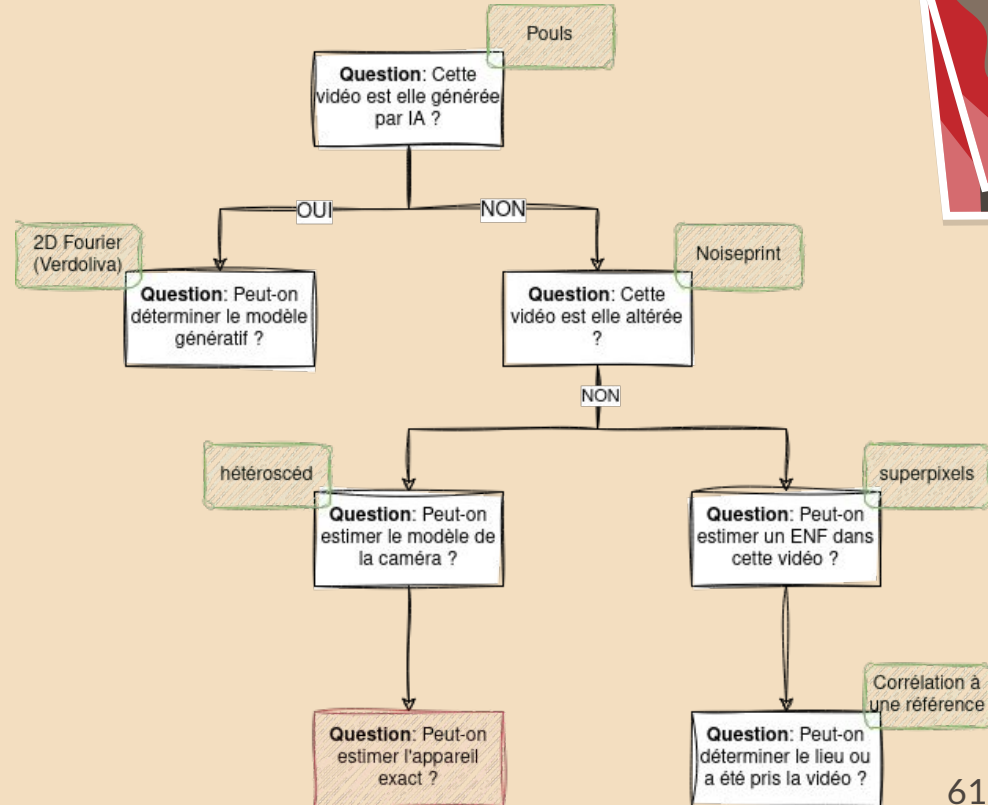 Pouls
Question: Cette
vidéo est elle générée
par IA ?
OUI
NON
2D Fourier
(Verdoliva)
Question: Peut-on
déterminer le modèle
génératif ?
Noiseprint
Question: Cette
vidéo est elle altérée
?
NON
hétéroscéd
Question: Peut-on
estimer le modèle de
la caméra ?
superpixels
Question: Peut-on
estimer un ENF dans
cette vidéo ?
Question: Peut-on
estimer l'appareil
exact ?
Corrélation à
une référence
Question: Peut-on
déterminer le lieu ou
a été pris la vidéo ?
61